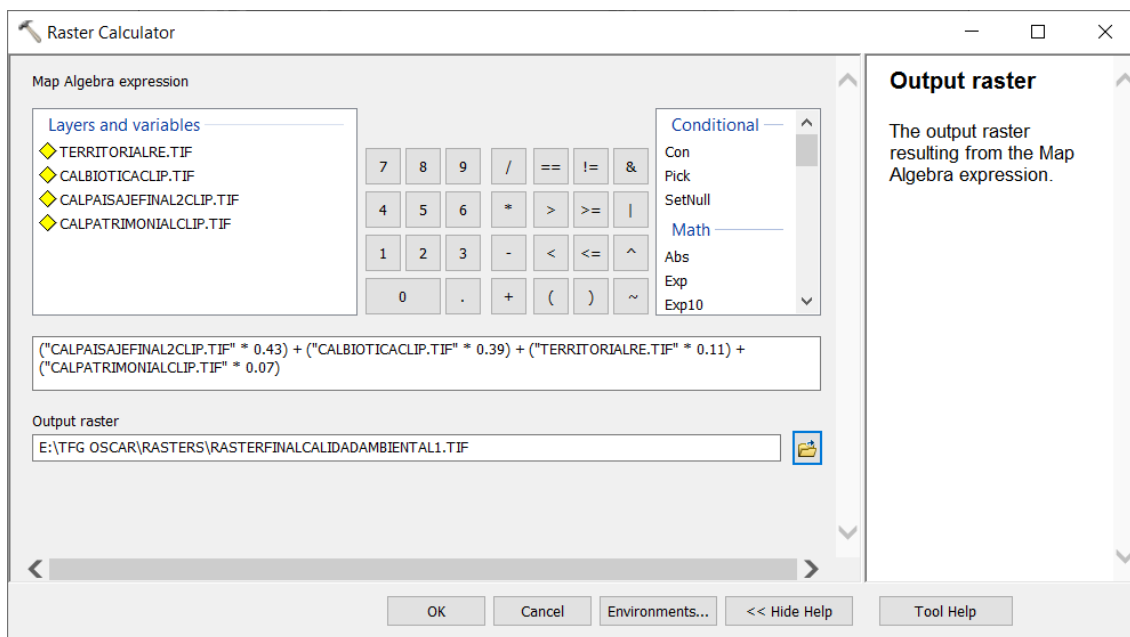 Raster Calculator
Map Algebra expression
Layers and variables
TERRITORIALRE.TIF
CALBIOTICACLIP.TIF
CALPAISAJEFINAL2CLIP.TIF
CALPATRIMONIALCLIP.TIF
7 8 9 / == != &
4 5 6 * > >= |
1 2 3 - < <= ^
0 . + ( ) ~
Conditional
Con
Pick
SetNull
Math
Abs
Exp
Exp10
("CALPAISAJEFINAL2CLIP.TIF" * 0.43) + ("CALBIOTICACLIP.TIF" * 0.39) + ("TERRITORIALRE.TIF" * 0.11) +
("CALPATRIMONIALCLIP.TIF" * 0.07)
Output raster
E:\TFG OSCAR\RASTERS\RASTERFINALCALIDADAMBIENTAL1.TIF
OK Cancel Environments... << Hide Help Tool Help
Output raster
The output raster
resulting from the Map
Algebra expression.